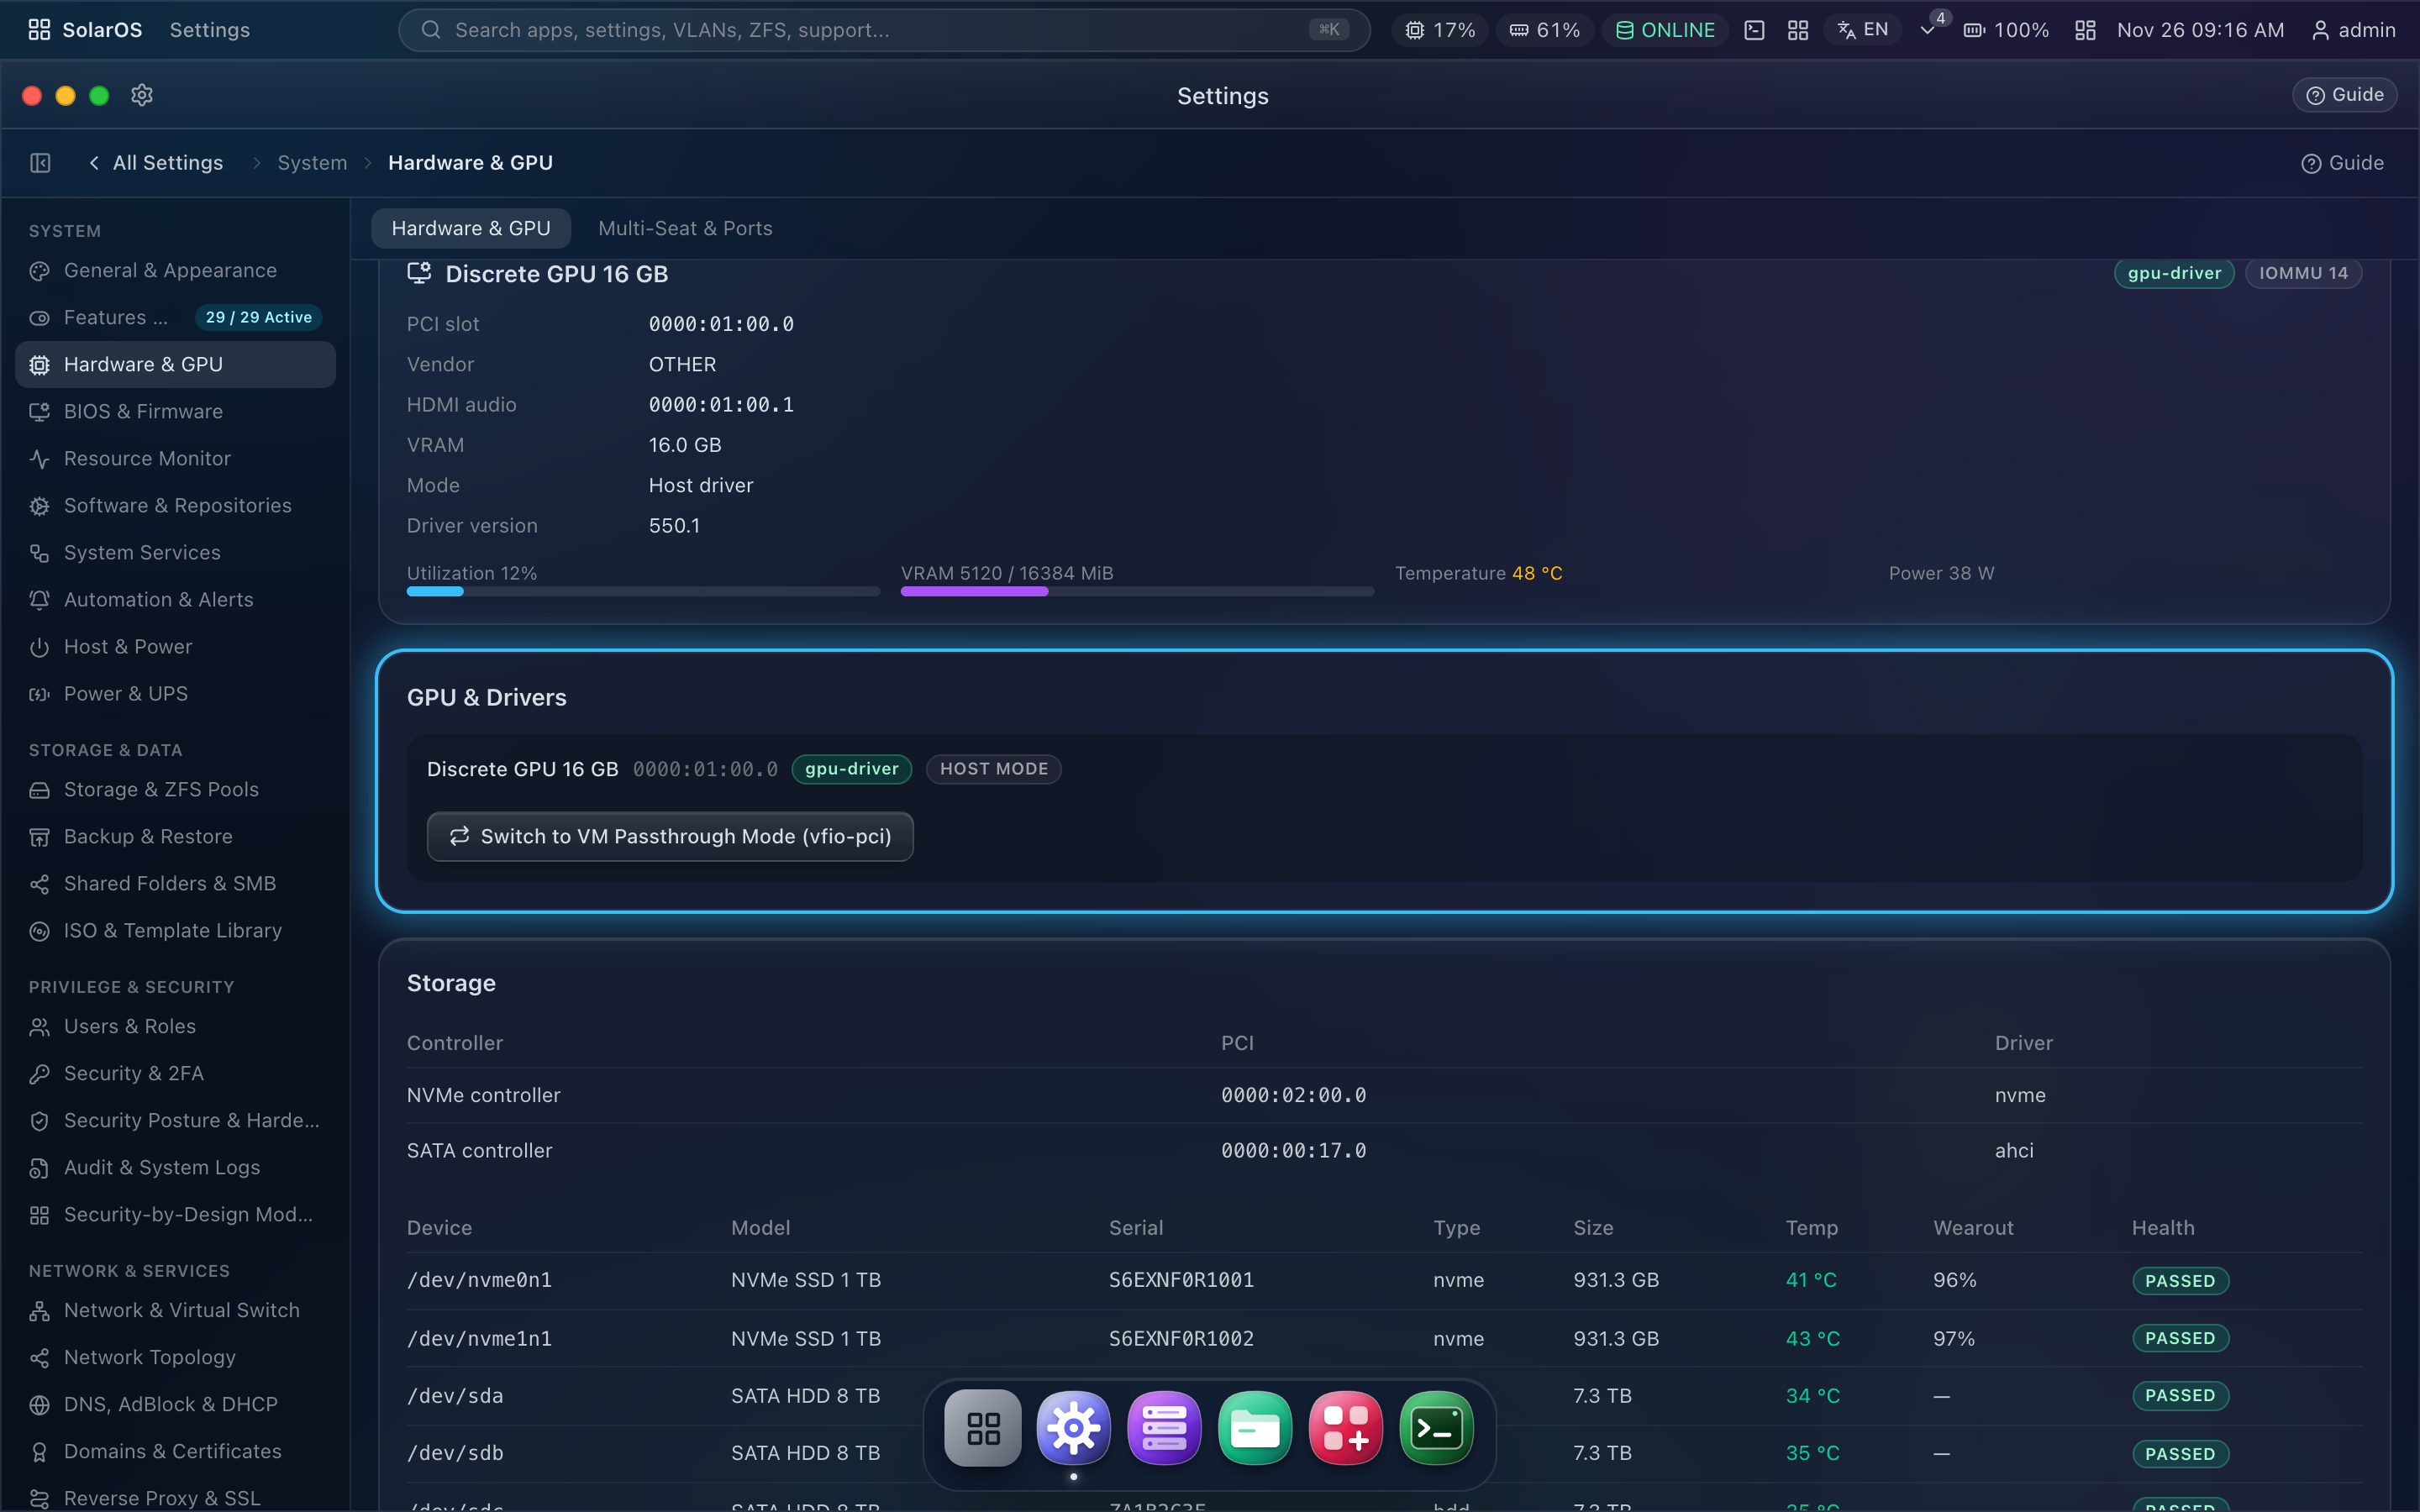 SolarOS Settings Search apps, settings, VLANs, ZFS, support... ⌘K 17% 61% ONLINE EN 4 100% Nov 26 09:16 AM admin
Settings Guide
All Settings System Hardware & GPU Guide
SYSTEM
General & Appearance
Features ... 29 / 29 Active
Hardware & GPU
BIOS & Firmware
Resource Monitor
Software & Repositories
System Services
Automation & Alerts
Host & Power
Power & UPS
STORAGE & DATA
Storage & ZFS Pools
Backup & Restore
Shared Folders & SMB
ISO & Template Library
PRIVILEGE & SECURITY
Users & Roles
Security & 2FA
Security Posture & Harde...
Audit & System Logs
Security-by-Design Mod...
NETWORK & SERVICES
Network & Virtual Switch
Network Topology
DNS, AdBlock & DHCP
Domains & Certificates
Reverse Proxy & SSL
Hardware & GPU Multi-Seat & Ports
Discrete GPU 16 GB gpu-driver IOMMU 14
PCI slot 0000:01:00.0
Vendor OTHER
HDMI audio 0000:01:00.1
VRAM 16.0 GB
Mode Host driver
Driver version 550.1
Utilization 12% VRAM 5120 / 16384 MiB Temperature 48 °C Power 38 W
GPU & Drivers
Discrete GPU 16 GB 0000:01:00.0 gpu-driver HOST MODE
Switch to VM Passthrough Mode (vfio-pci)
Storage
Controller PCI Driver
NVMe controller 0000:02:00.0 nvme
SATA controller 0000:00:17.0 ahci
Device Model Serial Type Size Temp Wearout Health
/dev/nvme0n1 NVMe SSD 1 TB S6EXNF0R1001 nvme 931.3 GB 41 °C 96% PASSED
/dev/nvme1n1 NVMe SSD 1 TB S6EXNF0R1002 nvme 931.3 GB 43 °C 97% PASSED
/dev/sda SATA HDD 8 TB 7.3 TB 34 °C — PASSED
/dev/sdb SATA HDD 8 TB 7.3 TB 35 °C — PASSED
/dev/sdc SATA HDD 8 TB hdd 7.3 TB 35 °C PASSED